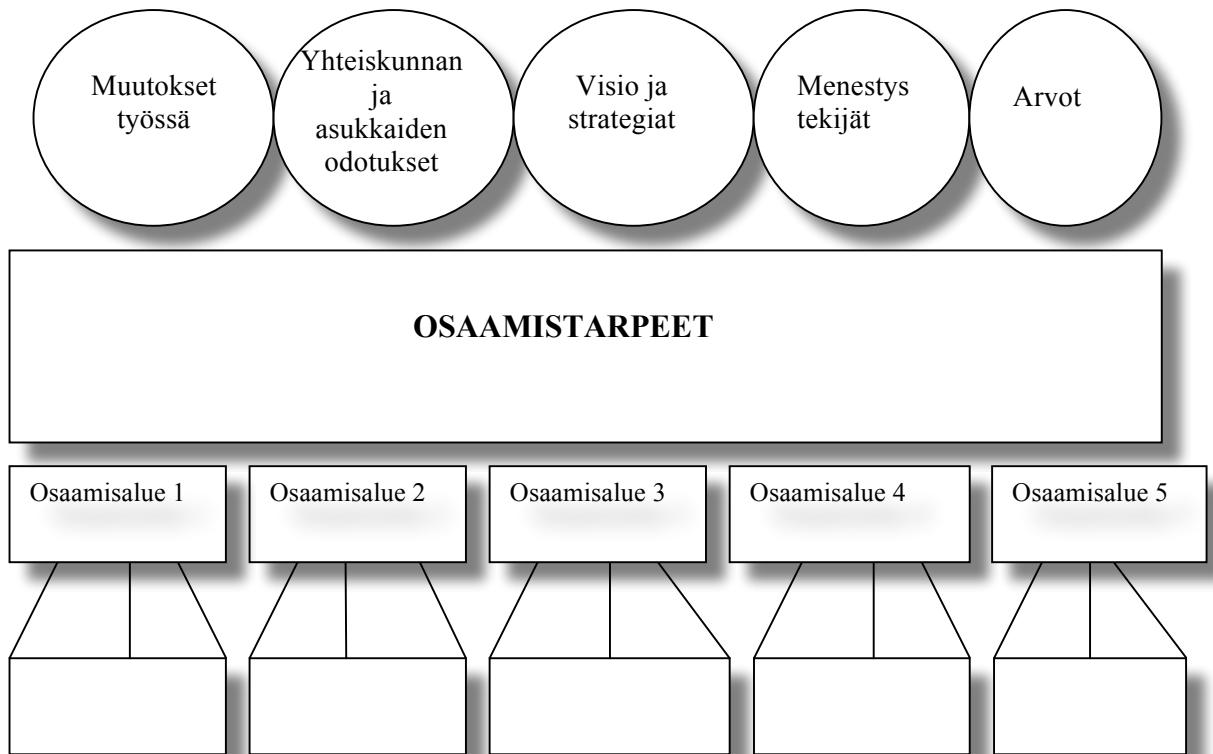 Muutokset
työssä
Yhteiskunnan
ja
asukkaiden
odotukset
Visio ja
strategiat
Menestys
tekijät
Arvot
OSAAMISTARPEET
Osaamisalue 1
Osaamisalue 2
Osaamisalue 3
Osaamisalue 4
Osaamisalue 5